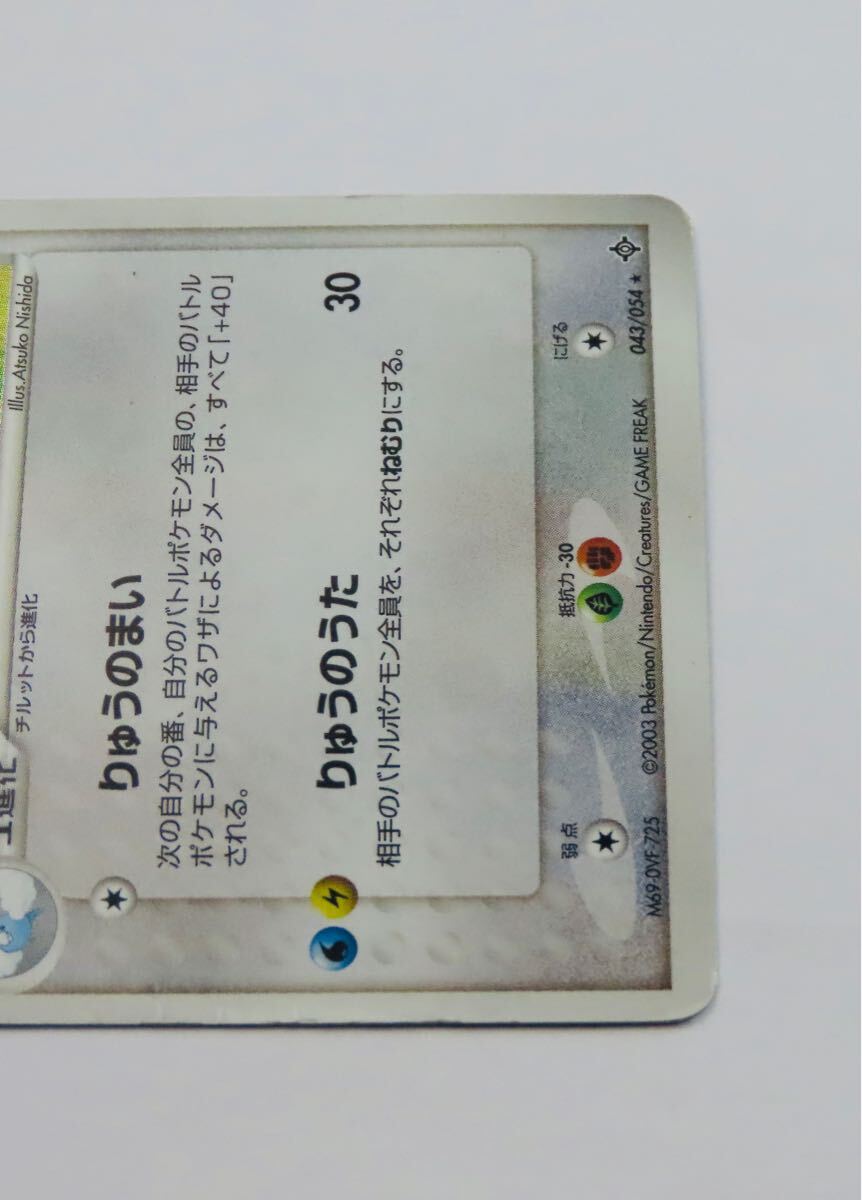 Illus.Atsuko Nishida
1進化
チルットから進化
りゅうのまい
次の自分の番、自分のバトルポケモン全員の、相手のバトル
ポケモンに与えるワザによるダメージは、すべて「+40」
される。
りゅうのうた 30
相手のバトルポケモン全員を、それぞれねむりにする。
弱点 抵抗力 -30 にげる
M69-0VF-725 ©2003 Pokémon/Nintendo/Creatures/GAME FREAK 043/054 ★